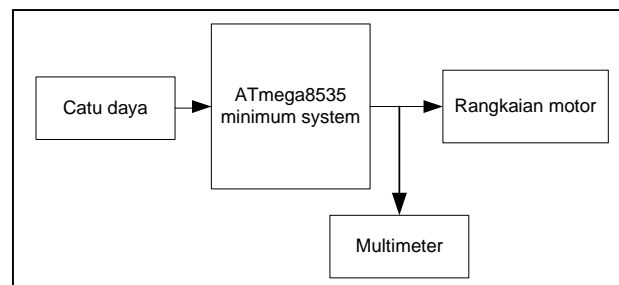 Catu daya
ATmega8535
minimum system
Rangkaian motor
Multimeter